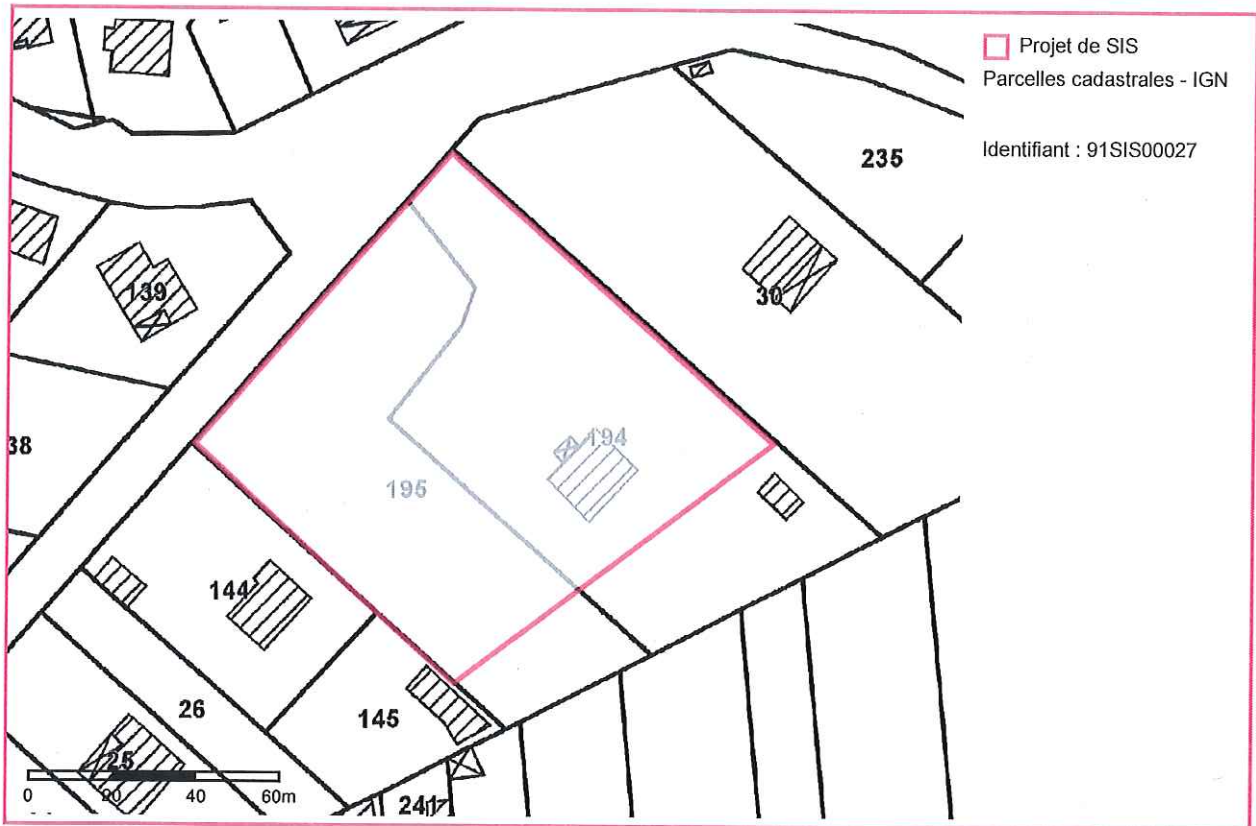 Projet de SIS
Parcelles cadastrales - IGN
Identifiant : 91SIS00027
235
139
30
38
194
195
144
26
145
25
0 20 40 60m
241